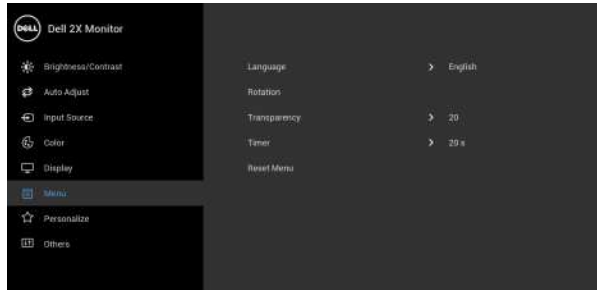 DELL Dell 2X Monitor
Brightness/Contrast
Auto Adjust
Input Source
Color
Display
Menu
Personalize
Others
Language > English
Rotation
Transparency > 20
Timer > 20 s
Reset Menu